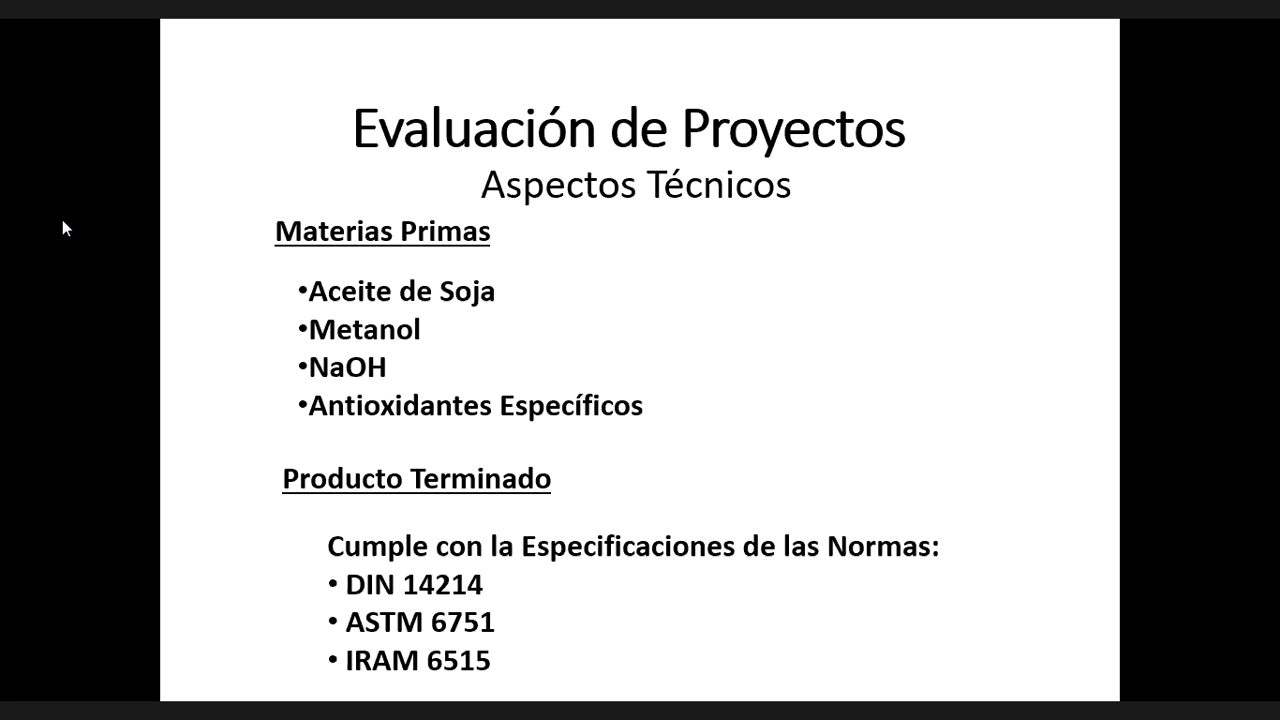 Evaluación de Proyectos
Aspectos Técnicos
Materias Primas
•Aceite de Soja
•Metanol
•NaOH
•Antioxidantes Específicos
Producto Terminado
Cumple con la Especificaciones de las Normas:
• DIN 14214
• ASTM 6751
• IRAM 6515